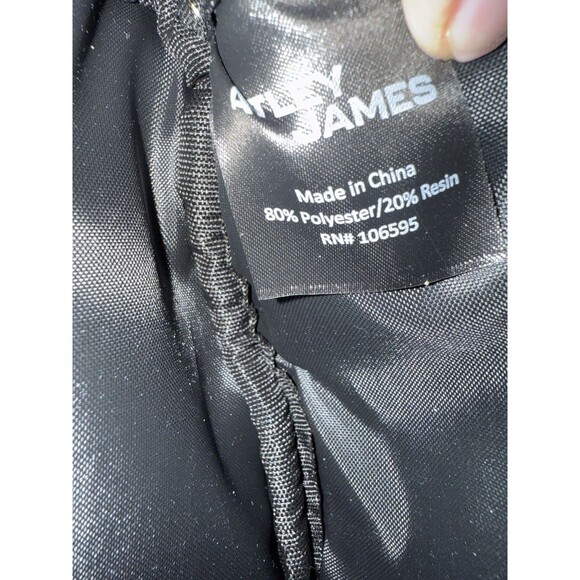 ATLEY
JAMES
Made in China
80% Polyester/20% Resin
RN# 106595